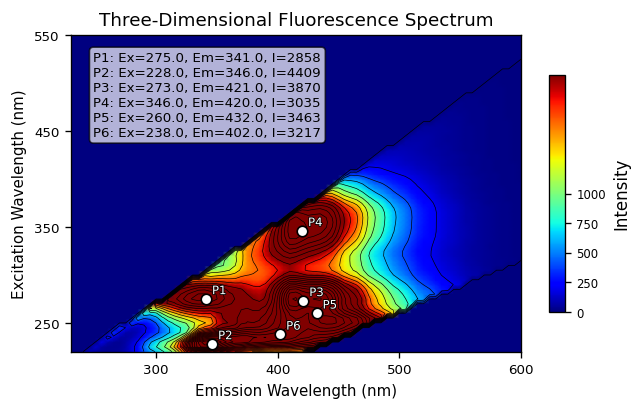 Three-Dimensional Fluorescence Spectrum
550
450
350
250
Excitation Wavelength (nm)
P1: Ex=275.0, Em=341.0, I=2858
P2: Ex=228.0, Em=346.0, I=4409
P3: Ex=273.0, Em=421.0, I=3870
P4: Ex=346.0, Em=420.0, I=3035
P5: Ex=260.0, Em=432.0, I=3463
P6: Ex=238.0, Em=402.0, I=3217
P4
P1
P3
P5
P6
P2
300
400
500
600
Emission Wavelength (nm)
1000
750
500
250
0
Intensity